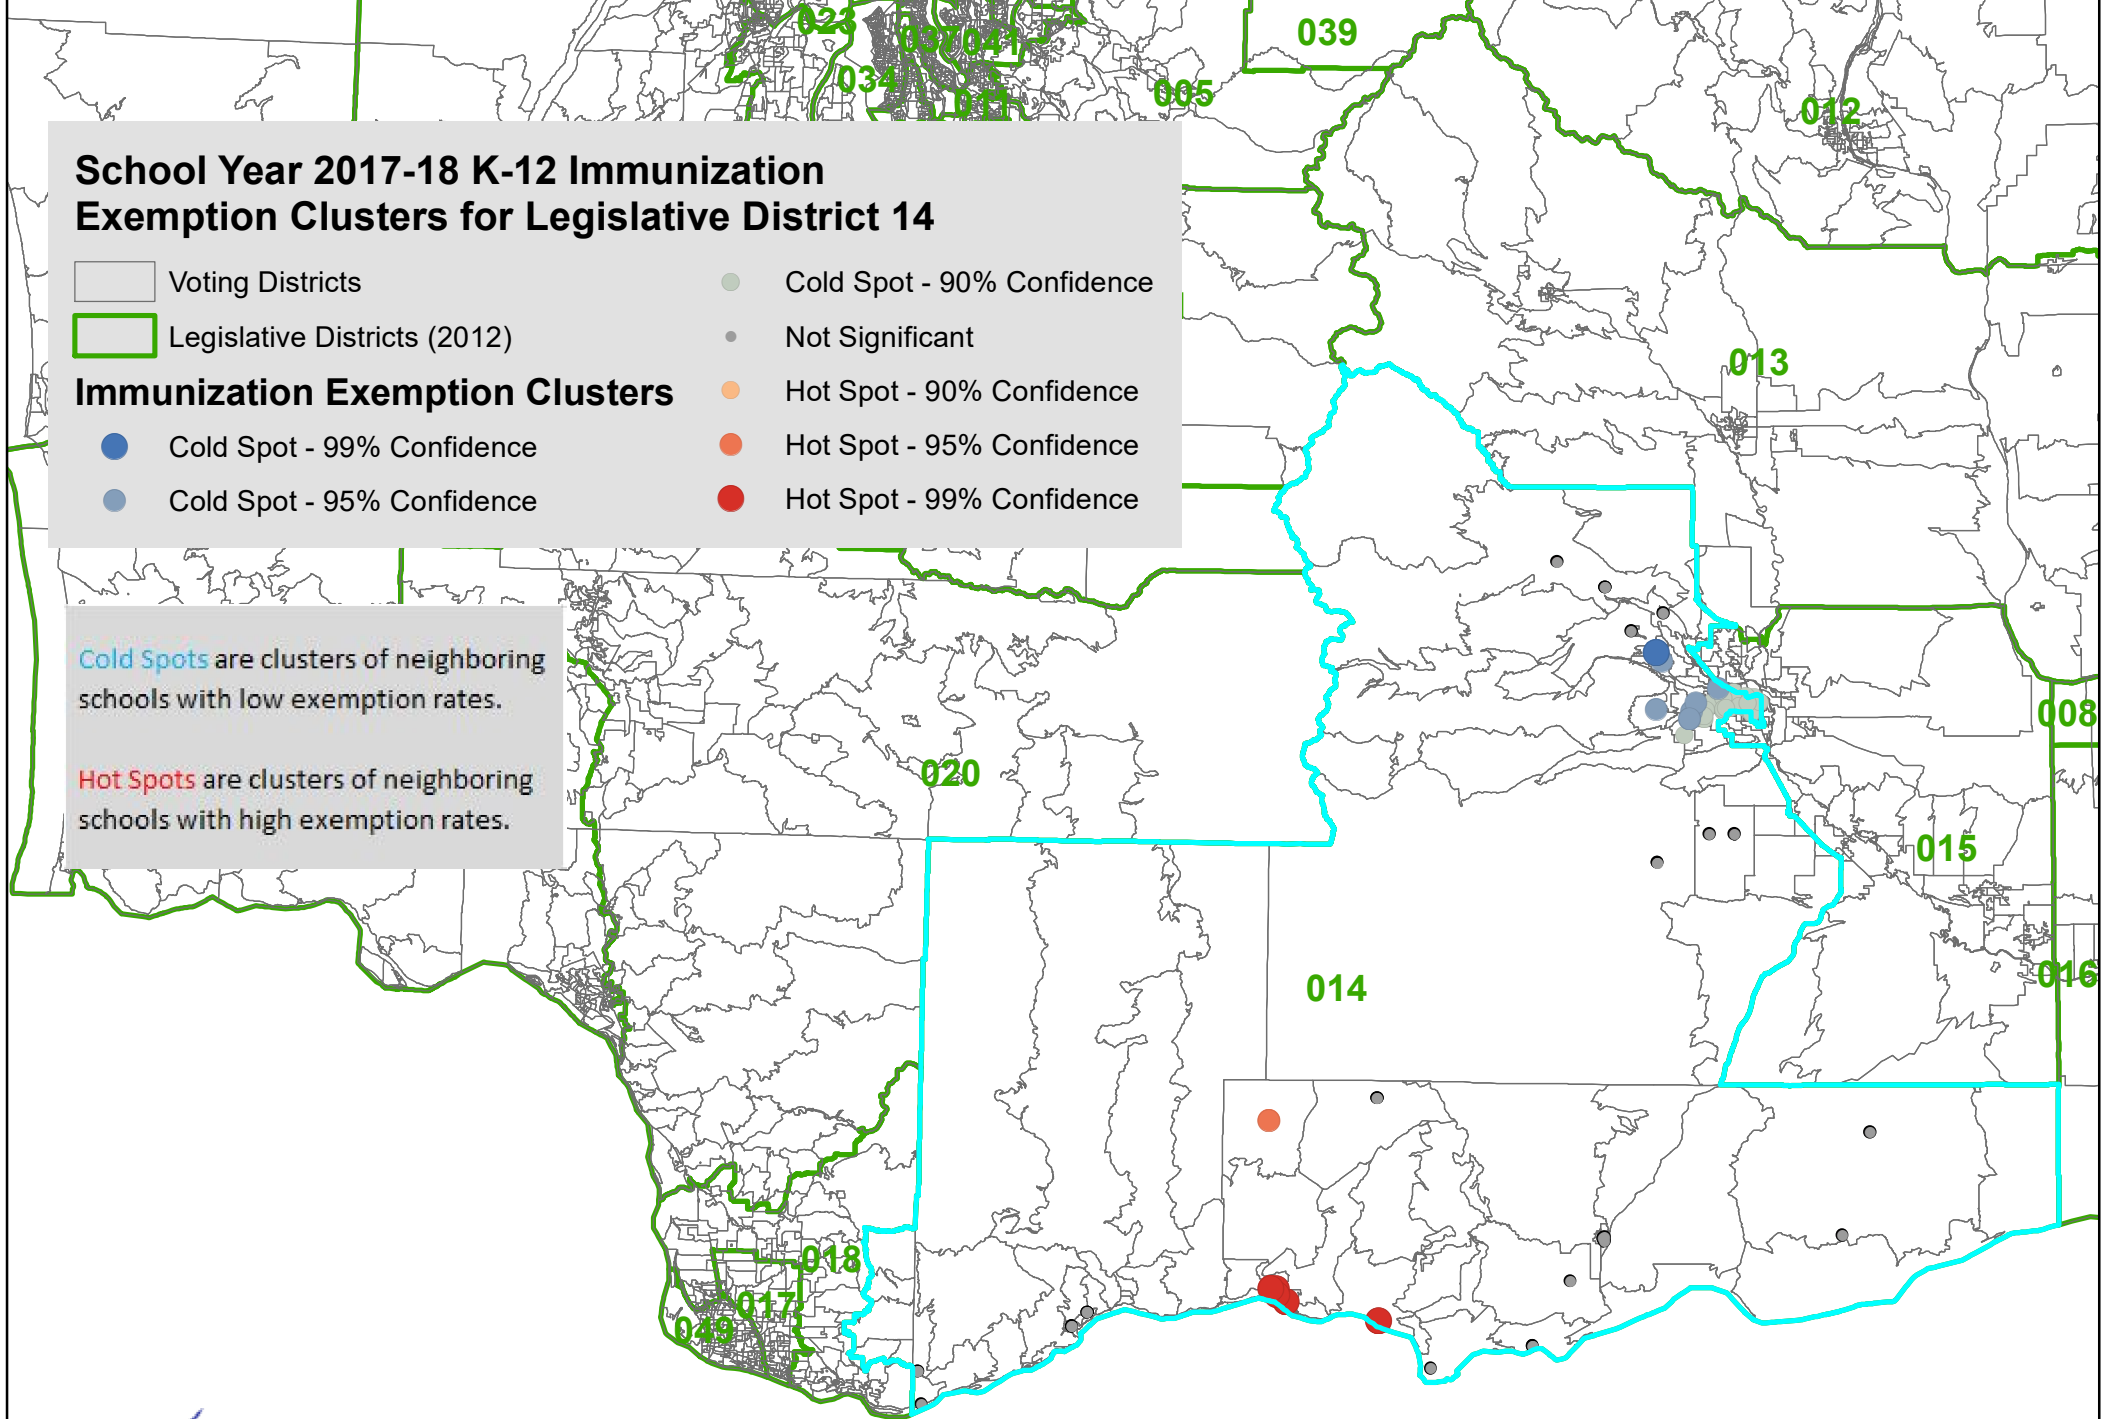 023
037
041
039
034
011
005
012
School Year 2017-18 K-12 Immunization
Exemption Clusters for Legislative District 14
Voting Districts
Legislative Districts (2012)
Immunization Exemption Clusters
Cold Spot - 99% Confidence
Cold Spot - 95% Confidence
Cold Spot - 90% Confidence
Not Significant
Hot Spot - 90% Confidence
Hot Spot - 95% Confidence
Hot Spot - 99% Confidence
013
Cold Spots are clusters of neighboring
schools with low exemption rates.
Hot Spots are clusters of neighboring
schools with high exemption rates.
008
020
015
014
016
018
017
049